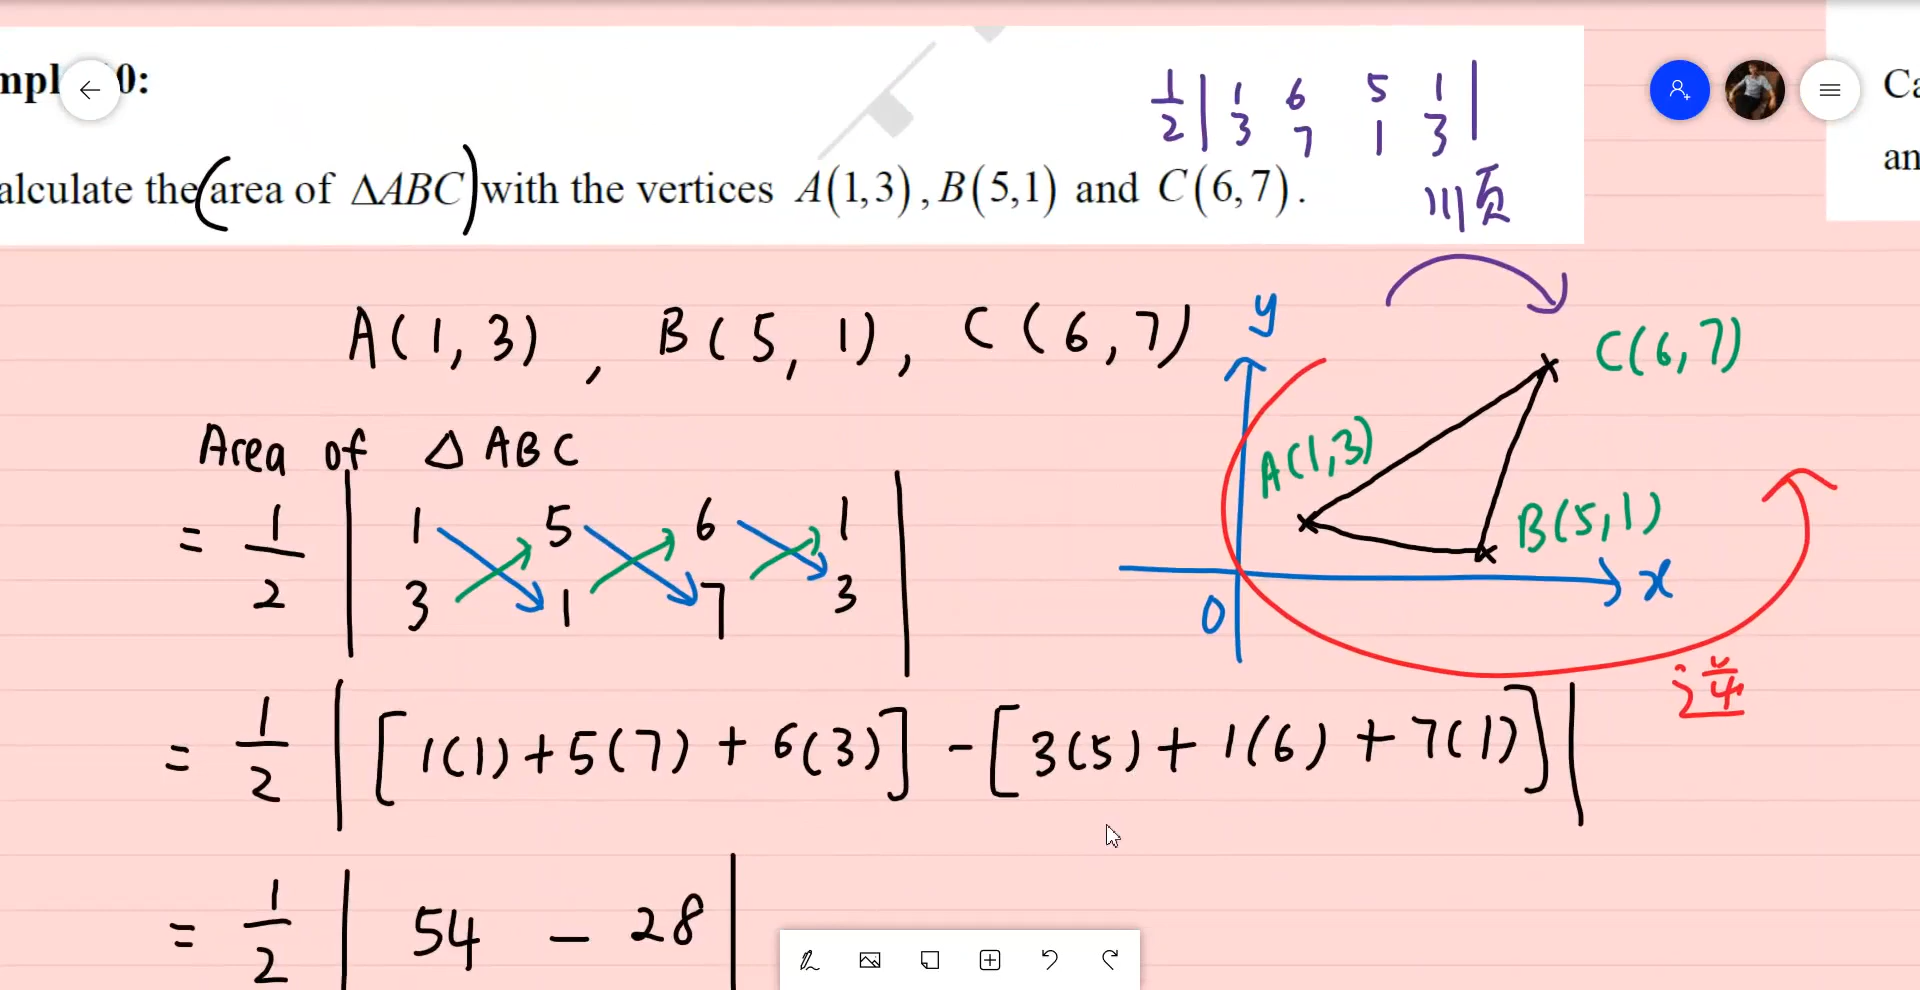 mpl 0:
alculate the (area of ΔABC) with the vertices A(1,3), B(5,1) and C(6,7).
1/2 | 1 6 5 1 |
3 7 1 3
川页
Ca
an
A(1,3), B(5,1), C(6,7)
Area of Δ ABC
= 1/2 | 1 5 6 1 |
3 1 7 3
= 1/2 | [1(1)+5(7)+6(3)] - [3(5)+1(6)+7(1)] |
= 1/2 | 54 - 28 |
y
C(6,7)
A(1,3)
B(5,1)
x
0